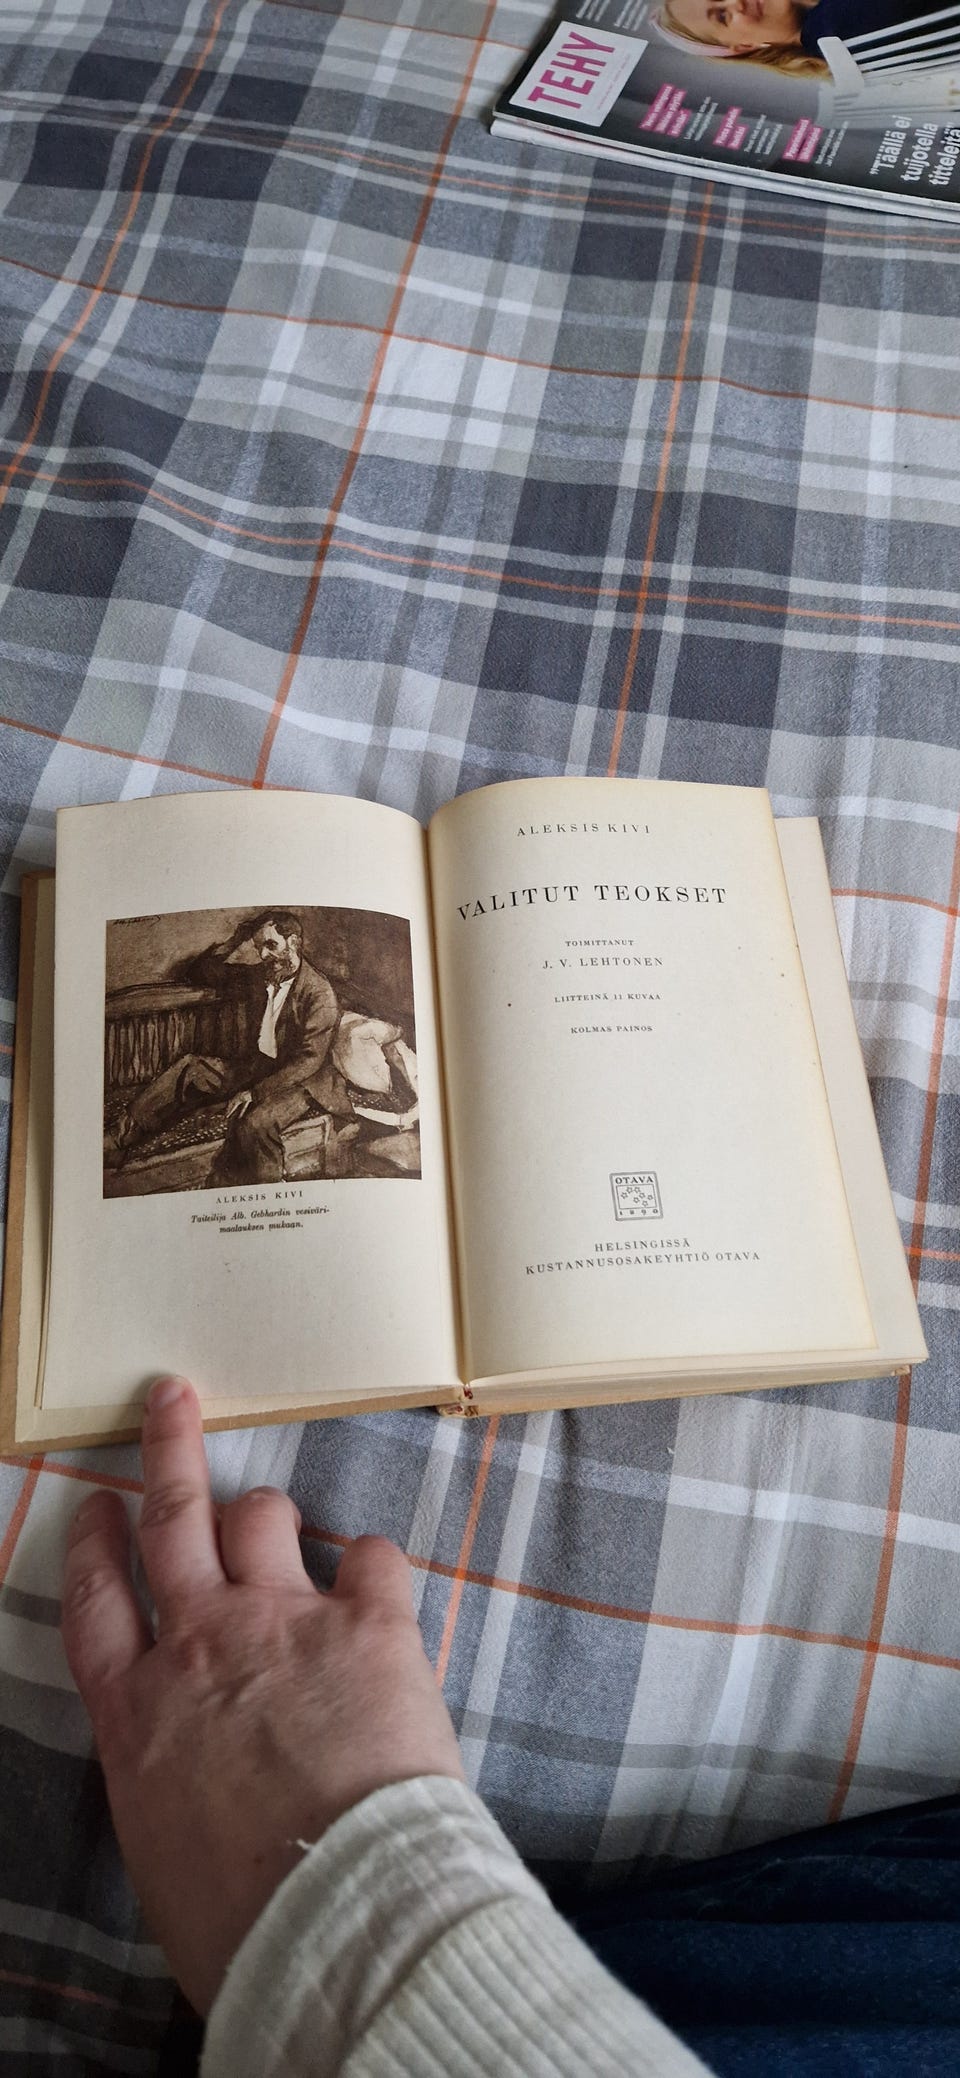 TEHY
"Täällä ei
tuijotella
titteleitä
ALEKSIS KIVI
Taiteilija Alb. Gebhardin vesiväri-
maalauksen mukaan.
ALEKSIS KIVI
VALITUT TEOKSET
TOIMITTANUT
J. V. LEHTONEN
LIITTEINÄ 11 KUVAA
KOLMAS PAINOS
OTAVA
1890
HELSINGISSÄ
KUSTANNUSOSAKEYHTIÖ OTAVA